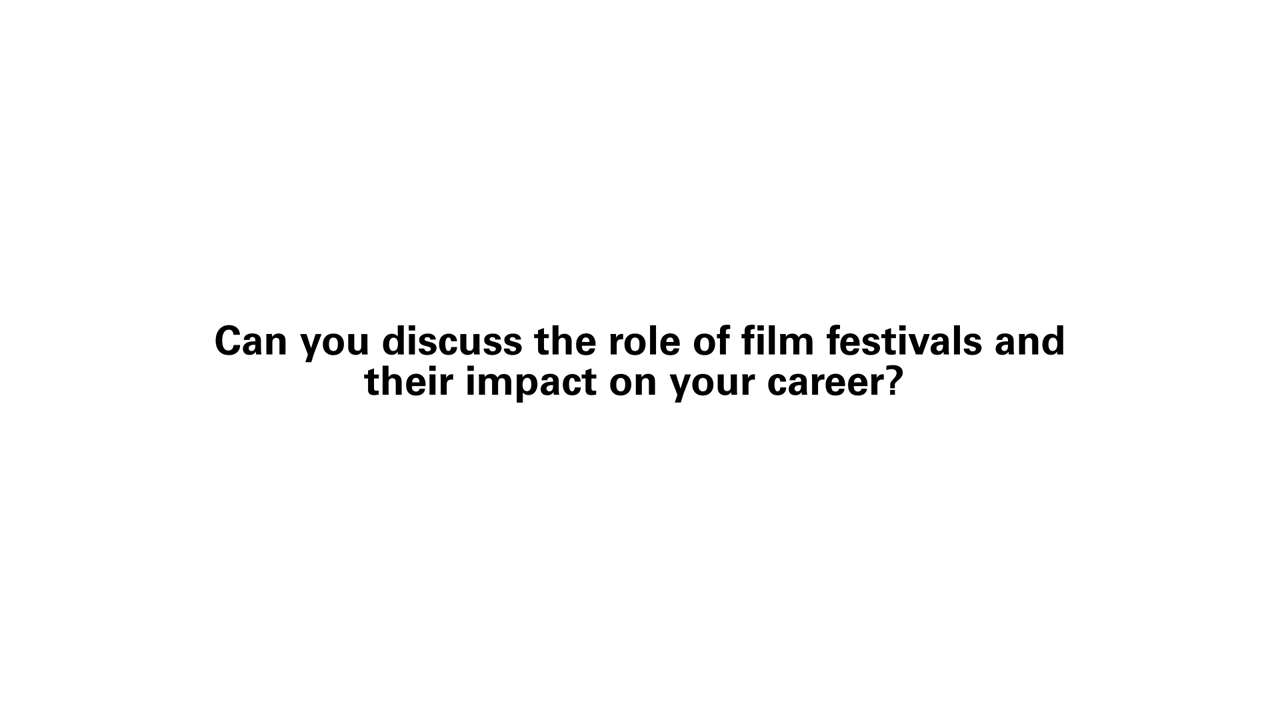 Can you discuss the role of film festivals and
their impact on your career?